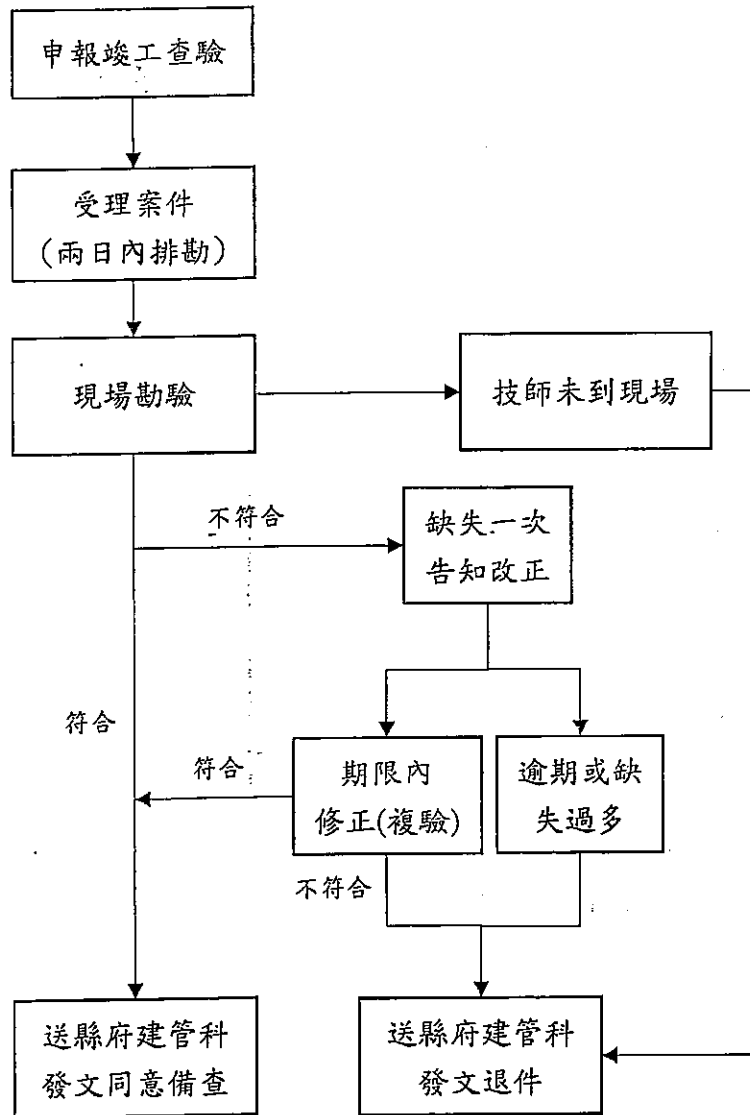 申報竣工查驗
受理案件
(兩日內排勘)
現場勘驗
技師未到現場
不符合
缺失一次
告知改正
符合
符合
期限內
修正(複驗)
逾期或缺
失過多
不符合
送縣府建管科
發文同意備查
送縣府建管科
發文退件